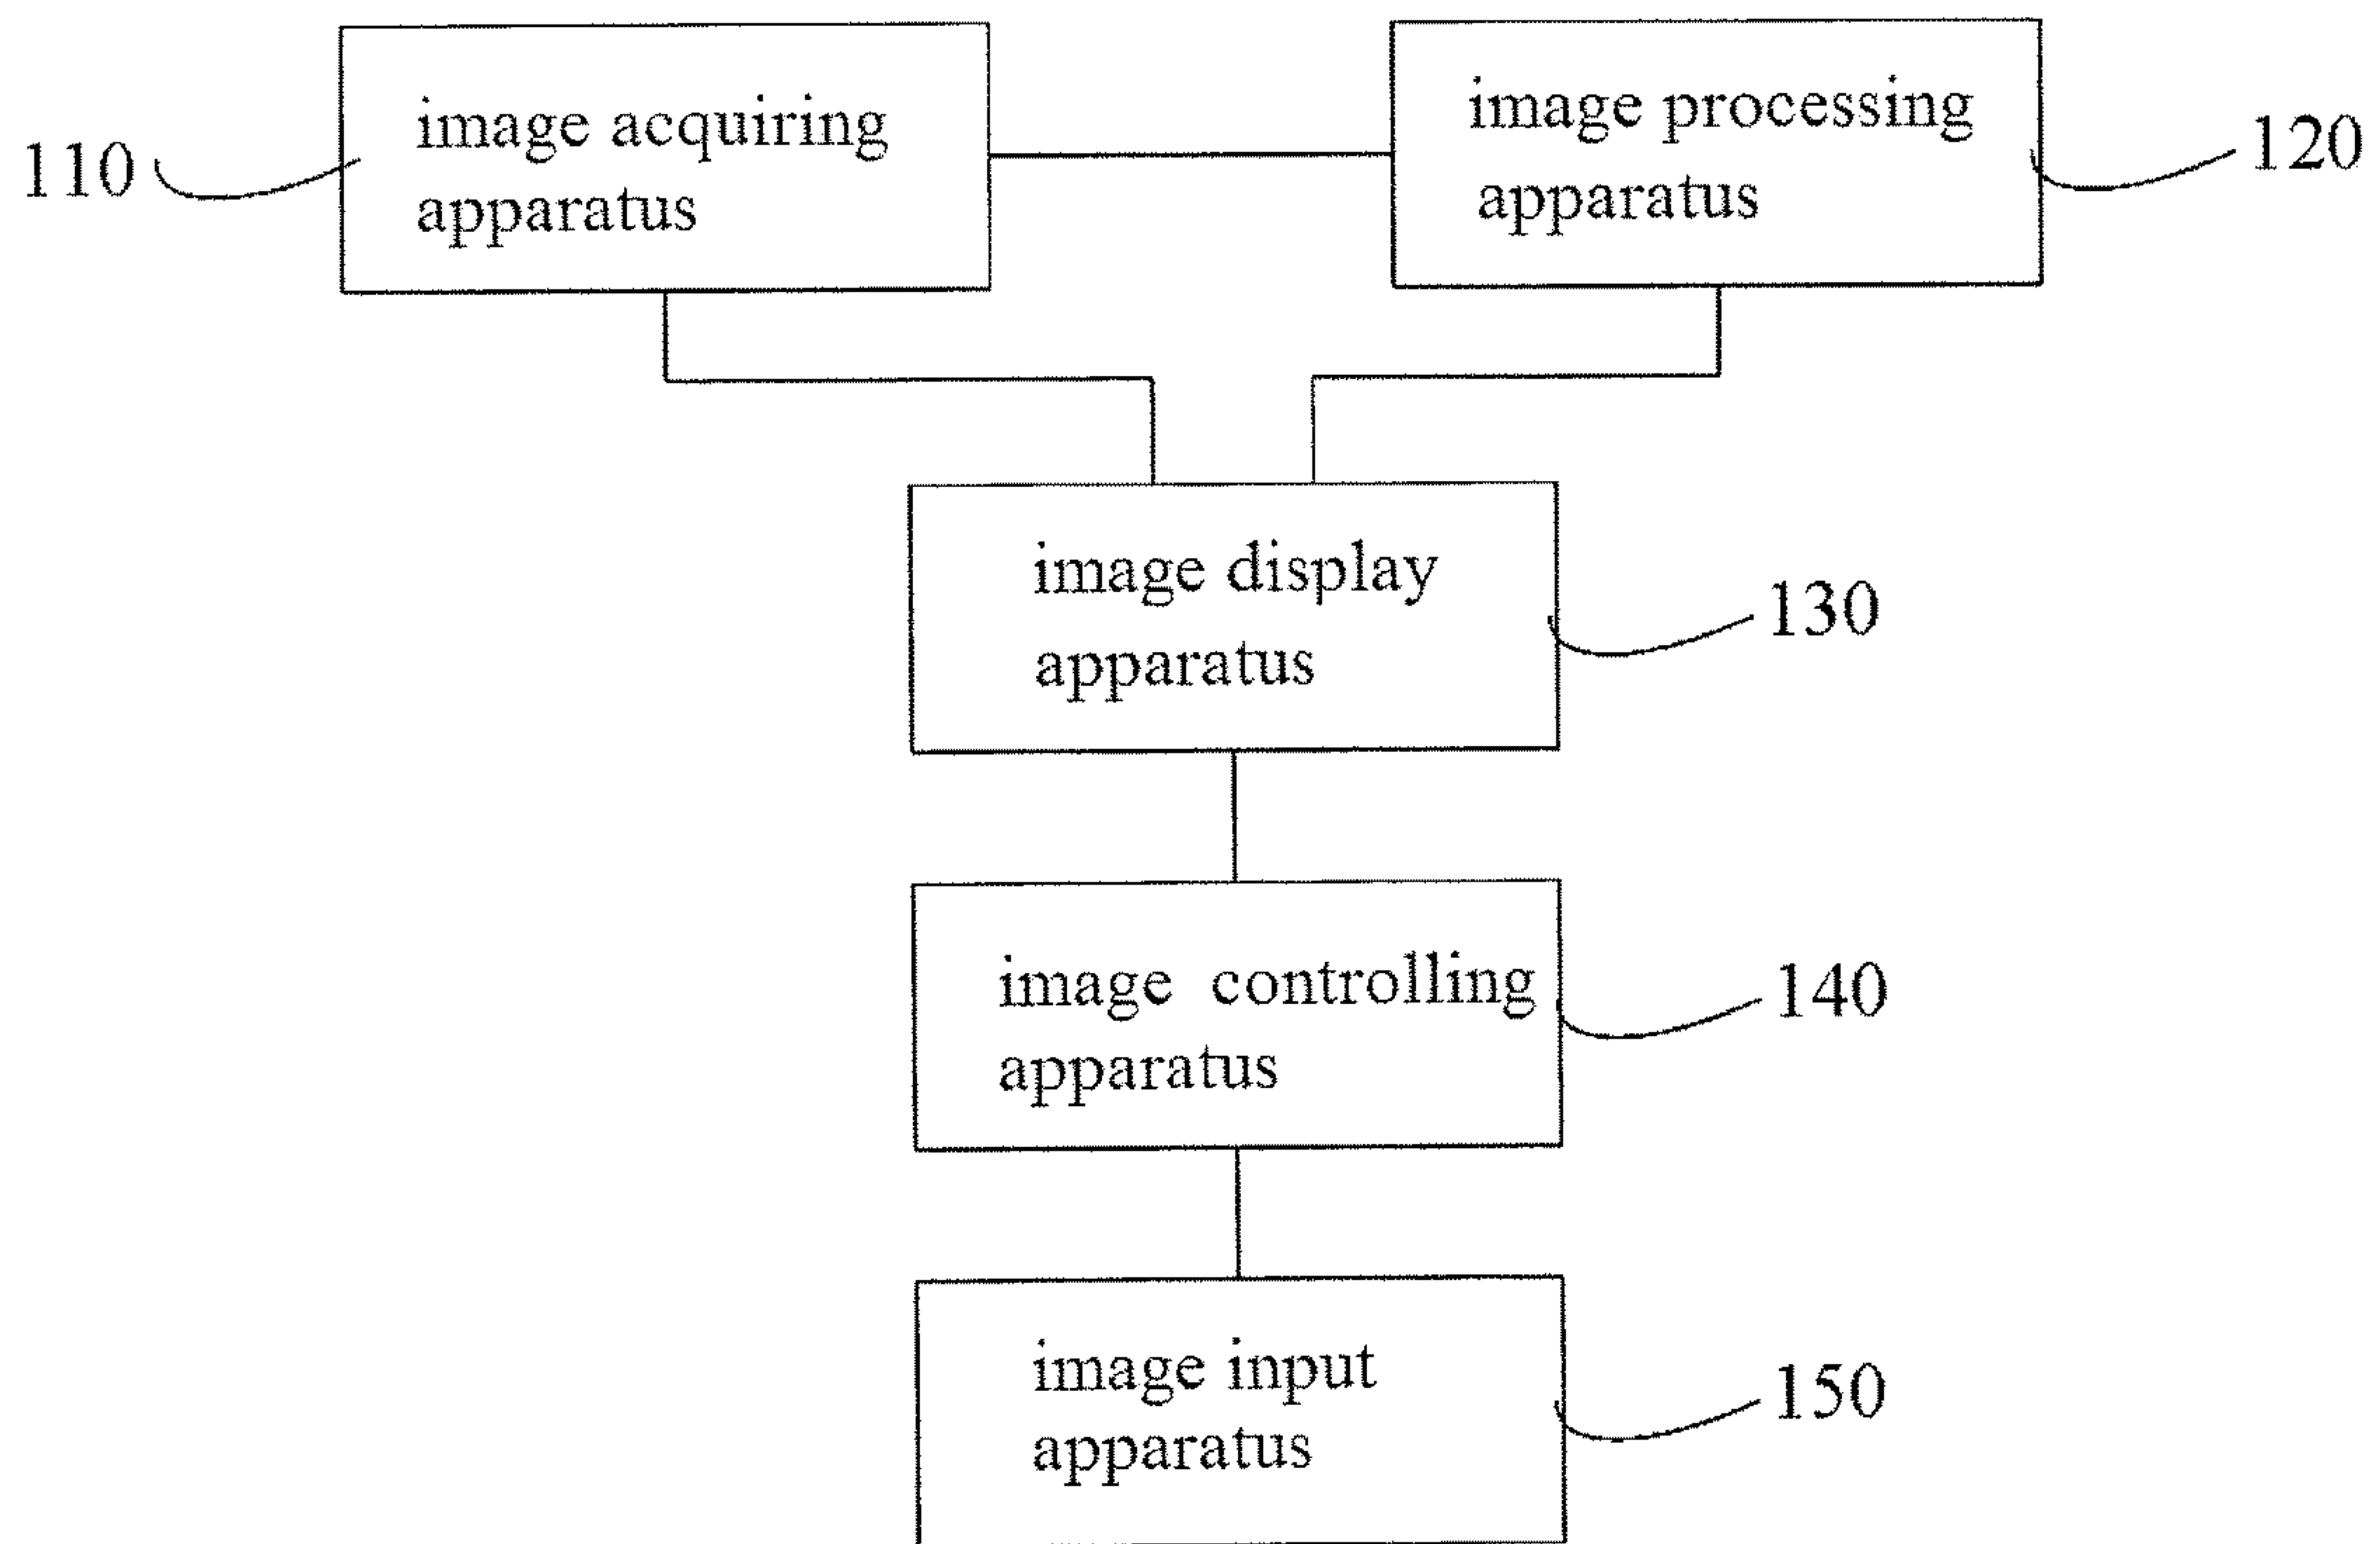 image acquiring
apparatus
110
image processing
apparatus
120
image display
apparatus
130
image controlling
apparatus
140
image input
apparatus
150